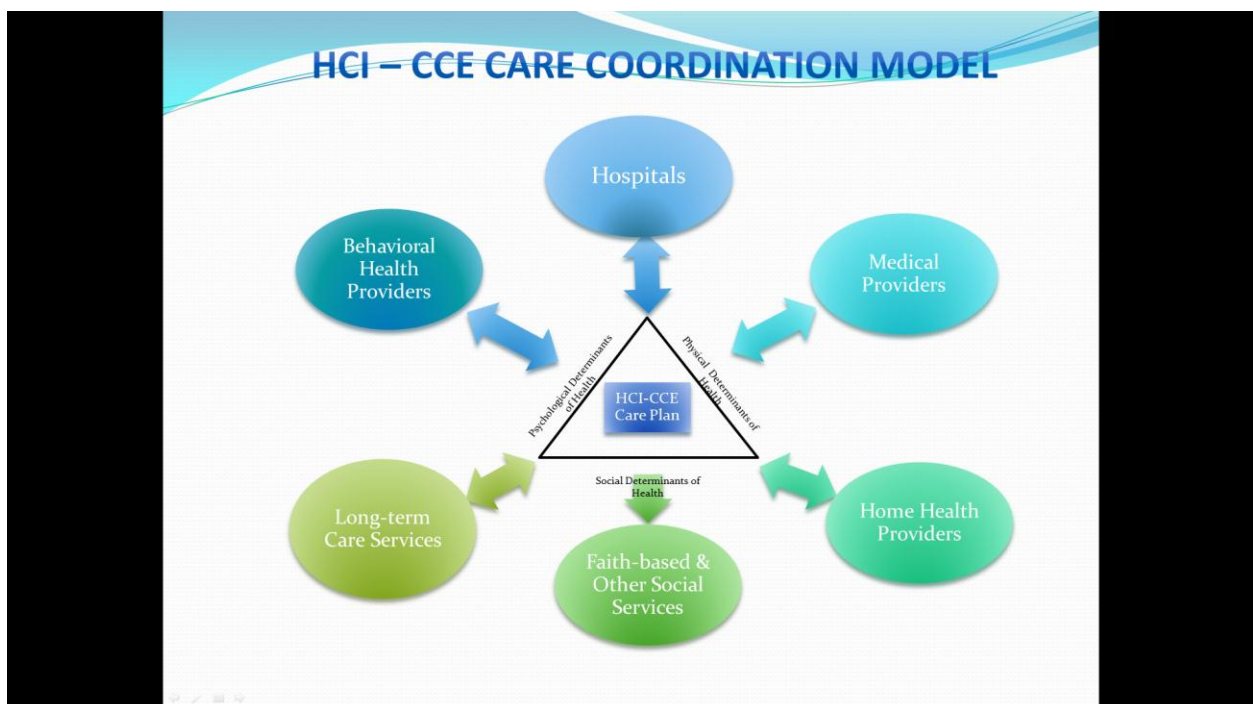 HCI – CCE CARE COORDINATION MODEL
Hospitals
Behavioral
Health
Providers
Medical
Providers
Psychological Determinants
of Health
Physical Determinants of
Health
HCI-CCE
Care Plan
Social Determinants of
Health
Long-term
Care Services
Home Health
Providers
Faith-based &
Other Social
Services